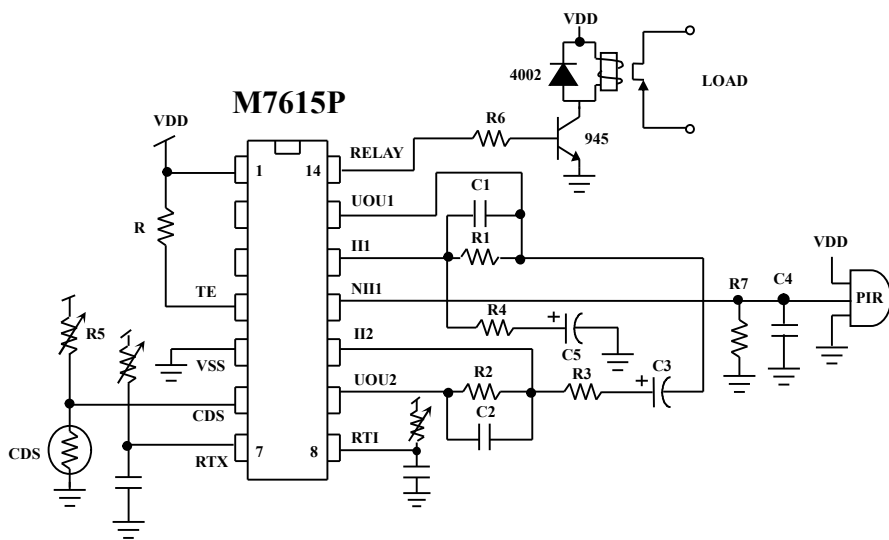 VDD
4002
LOAD
M7615P
R6
945
VDD
RELAY
1
14
UOU1
C1
R
II1
R1
VDD
TE
NII1
R7
C4
PIR
R5
R4
+
C5
II2
VSS
UOU2
R2
R3
+
C3
CDS
C2
CDS
RTX
7
8
RTI